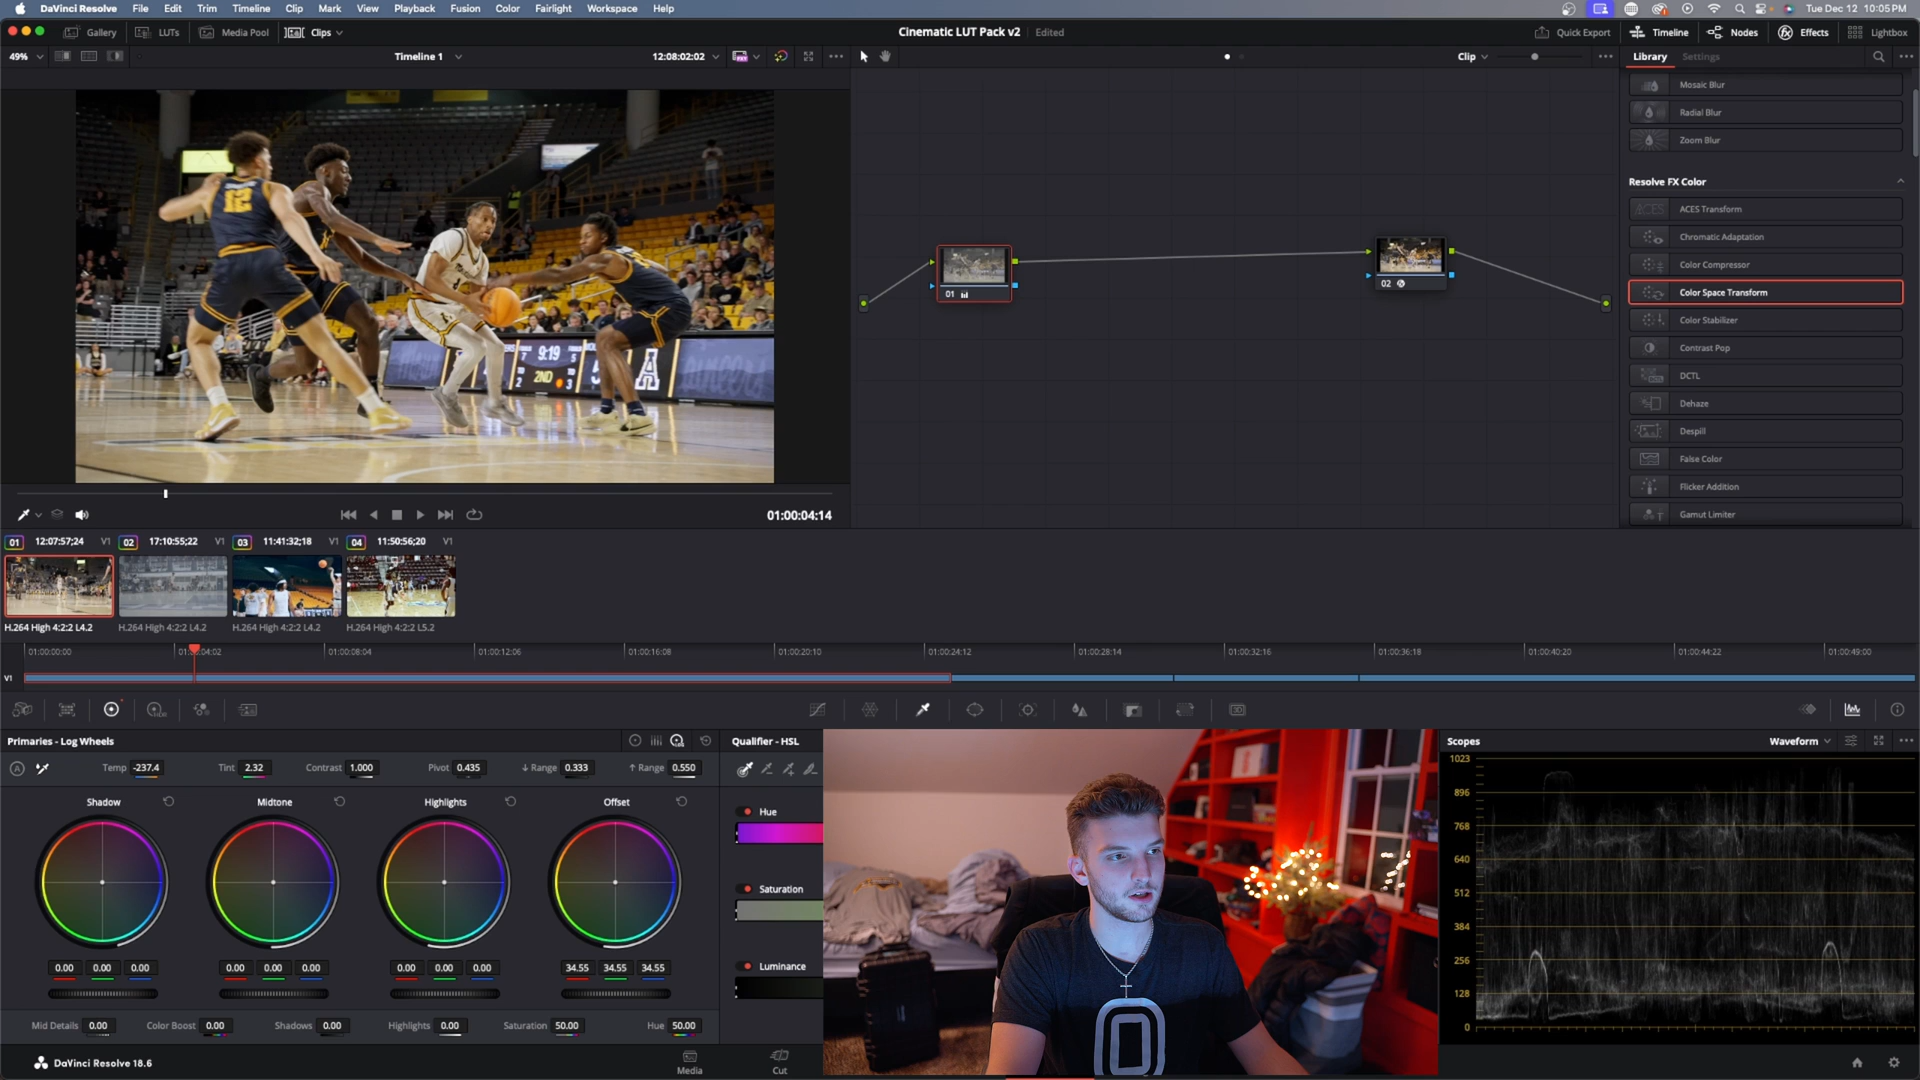 DaVinci Resolve File Edit Trim Timeline Clip Mark View Playback Fusion Color Fairlight Workspace Help
Tue Dec 12 10:05 PM
Gallery LUTs Media Pool Clips
Cinematic LUT Pack v2 Edited
Quick Export Timeline Nodes Effects Lightbox
49% Timeline 1 12:08:02:02
Clip
Library Settings
Mosaic Blur
Radial Blur
Zoom Blur
Resolve FX Color
ACES Transform
Chromatic Adaptation
Color Compressor
Color Space Transform
Color Stabilizer
Contrast Pop
DCTL
Dehaze
Despill
False Color
Flicker Addition
Gamut Limiter
12
9:19
2 2ND 3
A
01
02
01:00:04:14
01 12:07:57;24 V1 02 17:10:55;22 V1 03 11:41:32;18 V1 04 11:50:56;20 V1
H.264 High 4:2:2 L4.2 H.264 High 4:2:2 L4.2 H.264 High 4:2:2 L4.2 H.264 High 4:2:2 L5.2
01:00:00:00 01:00:04:02 01:00:08:04 01:00:12:06 01:00:16:08 01:00:20:10 01:00:24:12 01:00:28:14 01:00:32:16 01:00:36:18 01:00:40:20 01:00:44:22 01:00:49:00
V1
Primaries - Log Wheels
Qualifier - HSL
Scopes Waveform
Temp -237.4 Tint 2.32 Contrast 1.000 Pivot 0.435 ↓ Range 0.333 ↑ Range 0.550
Shadow Midtone Highlights Offset
0.00 0.00 0.00 0.00 0.00 0.00 0.00 0.00 0.00 34.55 34.55 34.55
Mid Details 0.00 Color Boost 0.00 Shadows 0.00 Highlights 0.00 Saturation 50.00 Hue 50.00
Hue
Saturation
Luminance
1023
896
768
640
512
384
256
128
0
DaVinci Resolve 18.6
Media Cut